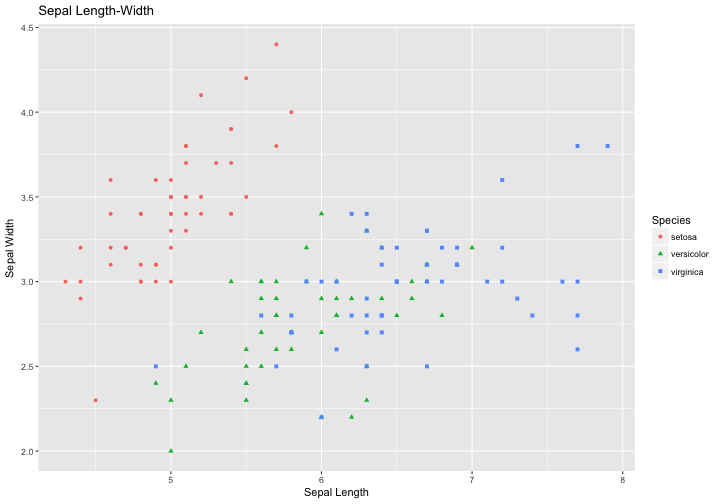 Sepal Length-Width
4.5
4.0
3.5
3.0
2.5
2.0
Sepal Width
5 6 7 8
Sepal Length
Species
setosa
versicolor
virginica